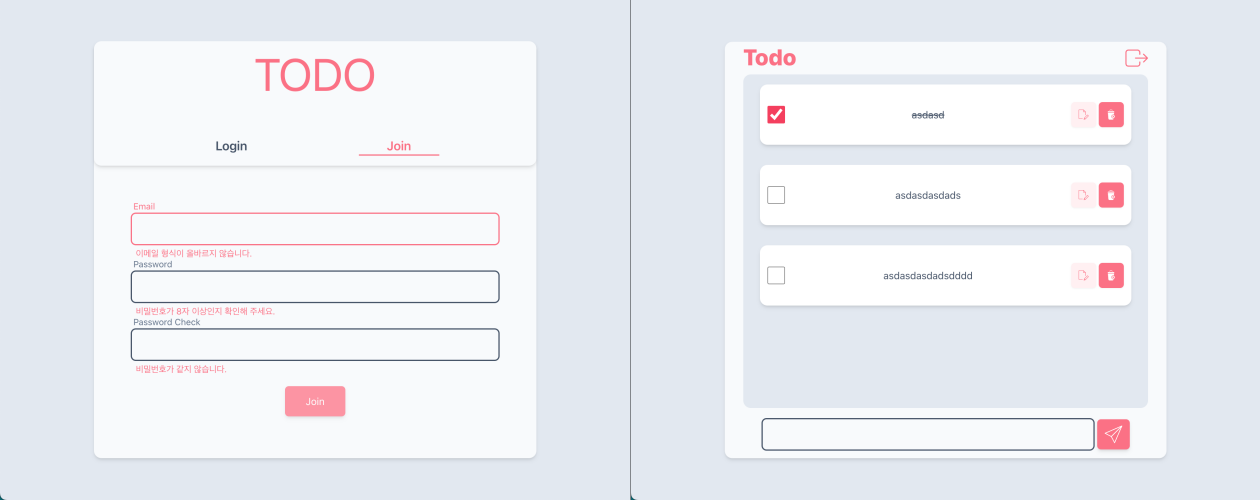 TODO
Login
Join
Email
이메일 형식이 올바르지 않습니다.
Password
비밀번호가 8자 이상인지 확인해 주세요.
Password Check
비밀번호가 같지 않습니다.
Join
Todo
asdasd
asdasdasdads
asdasdasdadsdddd